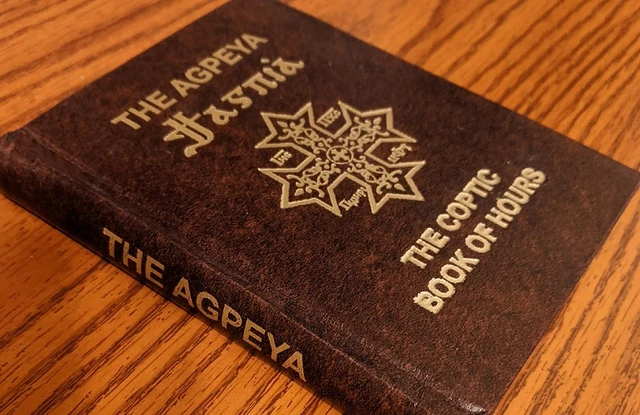 THE AGPEYA
THE COPTIC
BOOK OF HOURS
THE AGPEYA